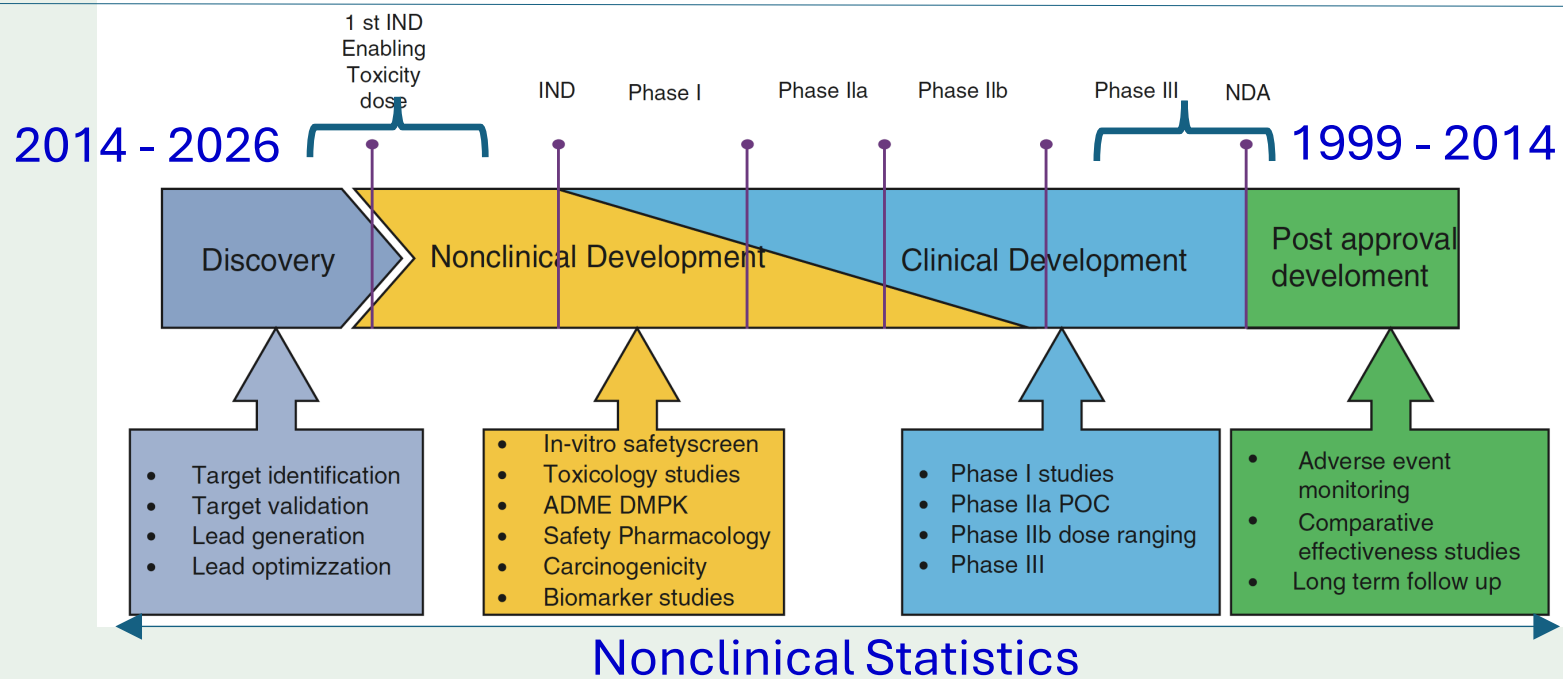 1 st IND
Enabling
Toxicity
dose
IND
Phase I
Phase IIa
Phase IIb
Phase III
NDA
2014 - 2026
1999 - 2014
Discovery
Nonclinical Development
Clinical Development
Post approval
develoment
• Target identification
• Target validation
• Lead generation
• Lead optimizzation
• In-vitro safetyscreen
• Toxicology studies
• ADME DMPK
• Safety Pharmacology
• Carcinogenicity
• Biomarker studies
• Phase I studies
• Phase IIa POC
• Phase IIb dose ranging
• Phase III
• Adverse event
monitoring
• Comparative
effectiveness studies
• Long term follow up
Nonclinical Statistics